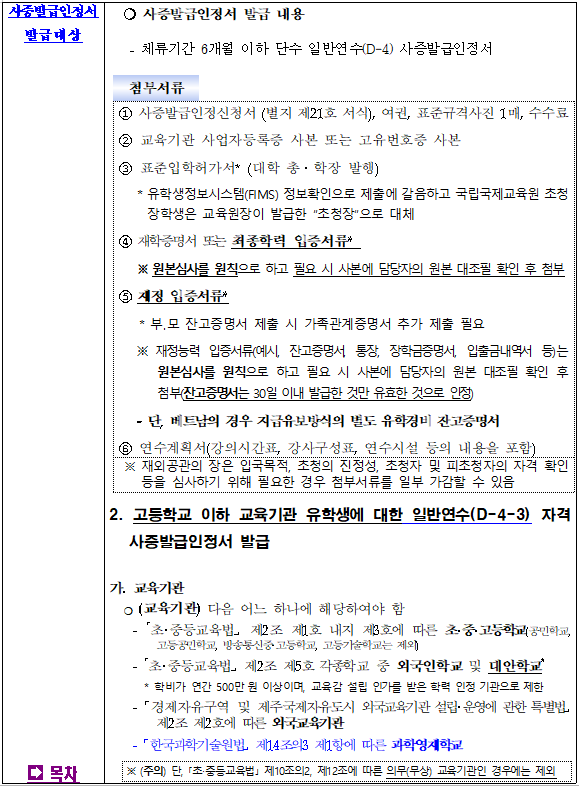 사증발급인정서
발급대상
❍ 사증발급인정서 발급 내용
- 체류기간 6개월 이하 단수 일반연수(D-4) 사증발급인정서
첨부서류
① 사증발급인정신청서 (별지 제21호 서식), 여권, 표준규격사진 1매, 수수료
② 교육기관 사업자등록증 사본 또는 고유번호증 사본
③ 표준입학허가서* (대학 총·학장 발행)
* 유학생정보시스템(FIMS) 정보확인으로 제출에 갈음하고 국립국제교육원 초청
장학생은 교육원장이 발급한 "초청장"으로 대체
④ 재학증명서 또는 최종학력 입증서류*
※ 원본심사를 원칙으로 하고 필요 시 사본에 담당자의 원본 대조필 확인 후 첨부
⑤ 재정 입증서류*
* 부,모 잔고증명서 제출 시 가족관계증명서 추가 제출 필요
※ 재정능력 입증서류(예시, 잔고증명서, 통장, 장학금증명서, 입출금내역서 등)는
원본심사를 원칙으로 하고 필요 시 사본에 담당자의 원본 대조필 확인 후
첨부(잔고증명서는 30일 이내 발급한 것만 유효한 것으로 인정)
- 단, 베트남의 경우 지급유보방식의 별도 유학경비 잔고증명서
⑥ 연수계획서(강의시간표, 강사구성표, 연수시설 등의 내용을 포함)
※ 재외공관의 장은 입국목적, 초청의 진정성, 초청자 및 피초청자의 자격 확인
등을 심사하기 위해 필요한 경우 첨부서류를 일부 가감할 수 있음
2. 고등학교 이하 교육기관 유학생에 대한 일반연수(D-4-3) 자격
사증발급인정서 발급
가. 교육기관
❍ (교육기관) 다음 어느 하나에 해당하여야 함
- 「초·중등교육법」 제2조 제1호 내지 제3호에 따른 초·중·고등학교(공민학교,
고등공민학교, 방송통신중·고등학교, 고등기술학교는 제외)
- 「초·중등교육법」 제2조 제5호 각종학교 중 외국인학교 및 대안학교*
* 학비가 연간 500만원 이상이며, 교육감 설립 인가를 받은 학력 인정 기관으로 제한
- 「경제자유구역 및 제주국제자유도시 외국교육기관 설립·운영에 관한 특별법」
제2조 제2호에 따른 외국교육기관
- 「한국과학기술원법」 제14조의3 제1항에 따른 과학영재학교
※ (주의) 단, 「초·중등교육법」 제10조의2, 제12조에 따른 의무(무상) 교육기관인 경우에는 제외
목차